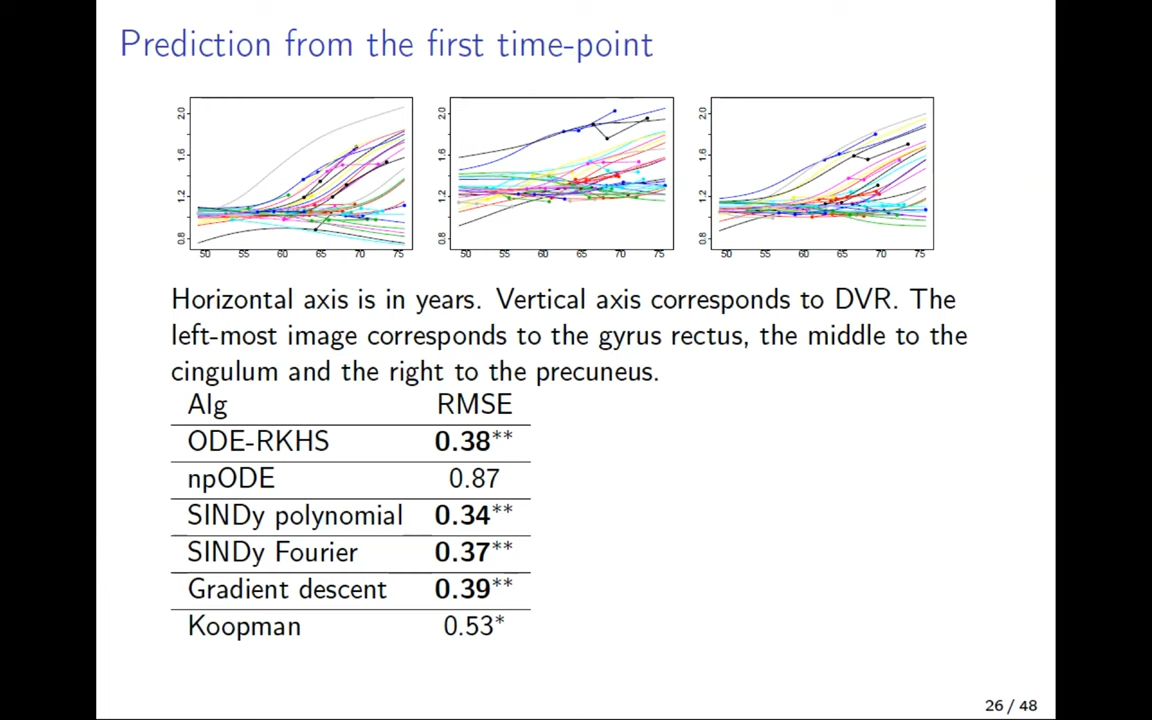 Prediction from the first time-point
2.0
1.6
1.2
0.8
50 55 60 65 70 75
2.0
1.6
1.2
0.8
50 55 60 65 70 75
2.0
1.6
1.2
0.8
50 55 60 65 70 75
Horizontal axis is in years. Vertical axis corresponds to DVR. The
left-most image corresponds to the gyrus rectus, the middle to the
cingulum and the right to the precuneus.
Alg RMSE
ODE-RKHS 0.38**
npODE 0.87
SINDy polynomial 0.34**
SINDy Fourier 0.37**
Gradient descent 0.39**
Koopman 0.53*
26 / 48